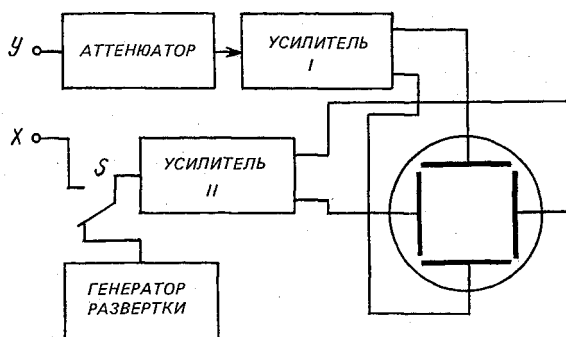 У
АТТЕНЮАТОР
УСИЛИТЕЛЬ
I
X
S
УСИЛИТЕЛЬ
II
ГЕНЕРАТОР
РАЗВЕРТКИ